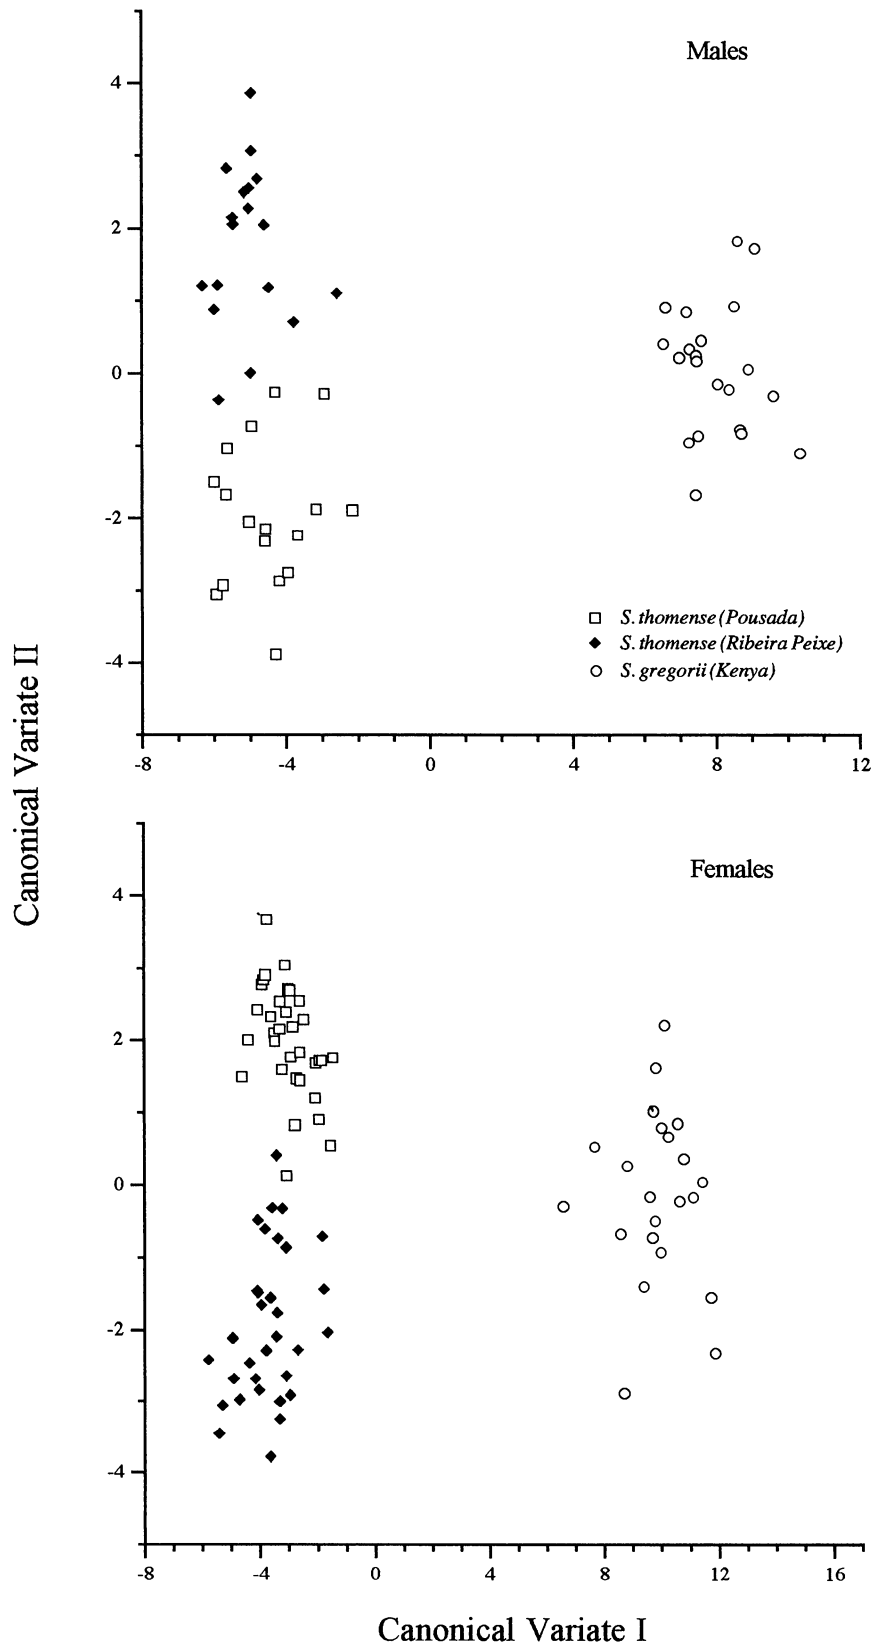 Males
4
2
0
-2
-4
S. thomense (Pousada)
S. thomense (Ribeira Peixe)
S. gregorii (Kenya)
-8 -4 0 4 8 12
Canonical Variate II
Females
4
2
0
-2
-4
-8 -4 0 4 8 12 16
Canonical Variate I